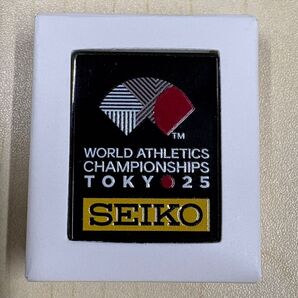 TM
WORLD ATHLETICS
CHAMPIONSHIPS
TOKYO 25
SEIKO